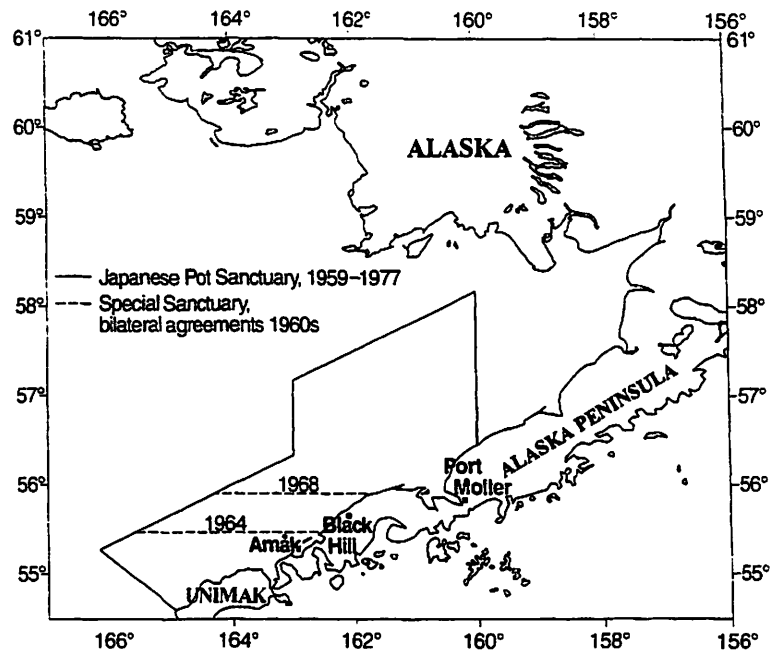 166° 164° 162° 160° 158° 156°
61° 61°
60° 60°
ALASKA
59° 59°
Japanese Pot Sanctuary, 1959–1977
Special Sanctuary,
bilateral agreements 1960s
58° 58°
57° 57°
ALASKA PENINSULA
56° 56°
Port
Moller
1968
1964
Black
Hill
Amak
55° 55°
UNIMAK
166° 164° 162° 160° 158° 156°